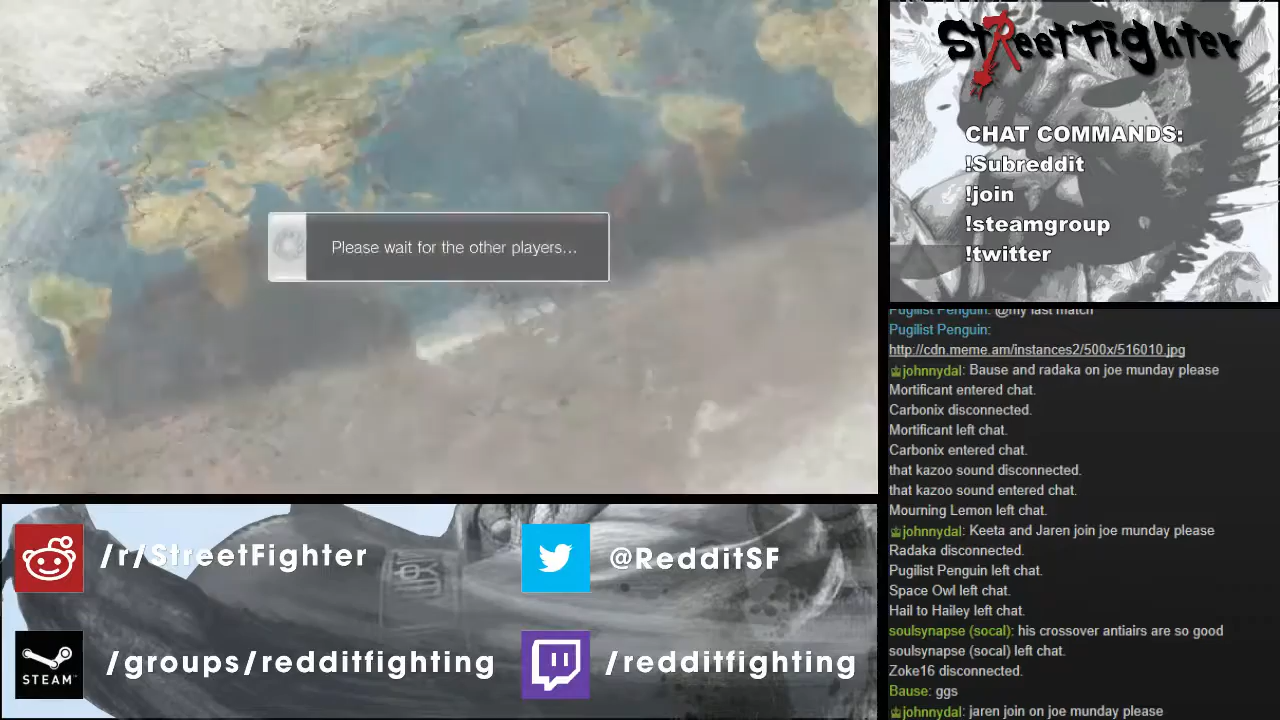 Please wait for the other players...
StReetFighter
CHAT COMMANDS:
!Subreddit
!join
!steamgroup
!twitter
Pugilist Penguin: @my last match
Pugilist Penguin:
http://cdn.meme.am/instances2/500x/516010.jpg
johnnydal: Bause and radaka on joe munday please
Mortificant entered chat.
Carbonix disconnected.
Mortificant left chat.
Carbonix entered chat.
that kazoo sound disconnected.
that kazoo sound entered chat.
Mourning Lemon left chat.
johnnydal: Keeta and Jaren join joe munday please
Radaka disconnected.
Pugilist Penguin left chat.
Space Owl left chat.
Hail to Hailey left chat.
soulsynapse (socal): his crossover antiairs are so good
soulsynapse (socal) left chat.
Zoke16 disconnected.
Bause: ggs
johnnydal: jaren join on joe munday please
/r/StreetFighter
@RedditSF
STEAM™
/groups/redditfighting
/redditfighting